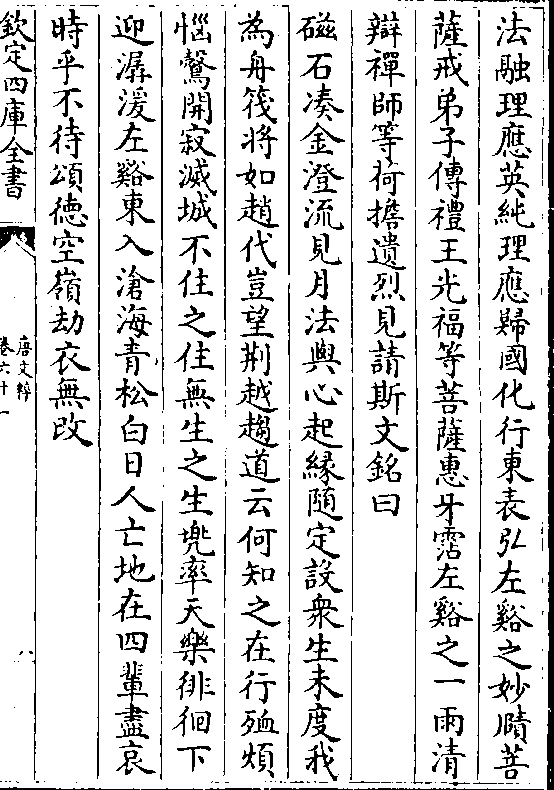 法融理應英純理應歸國化行東表弘左谿之妙賾菩
薩戒弟子傳禮王光福等菩薩惠牙霑左谿之一雨清
辯禪師等荷擔遺烈見請斯文銘曰
磁石湊金澄流見月法與心起緣隨定設衆生未度我
為舟筏將如趙代豈望荆越趨道云何知之在行殛煩
惱鷖開寂滅城不住之住無生之生兠率天樂徘徊下
迎潺湲左谿東入滄海青松白日人亡地在四輩盡哀
時乎不待頌德空嶺劫衣無改
欽定四庫全書
唐文粹
卷六十一
八